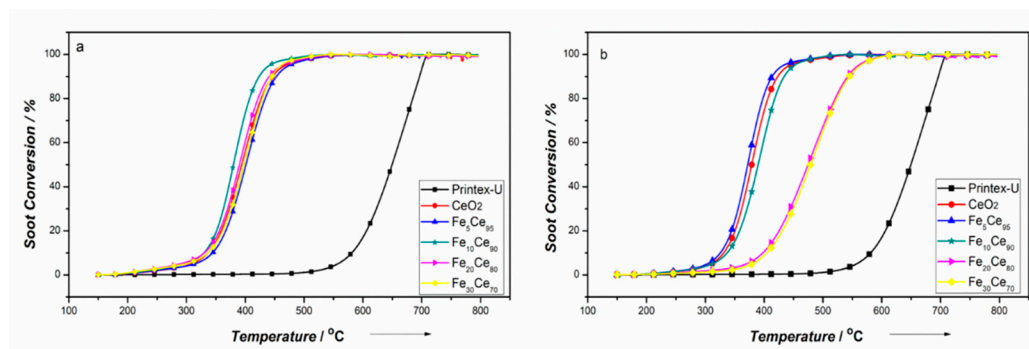 a
Soot Conversion / %
100
80
60
40
20
0
100 200 300 400 500 600 700 800
Temperature / °C
Printex-U
CeO2
Fe₅Ce₉₅
Fe₁₀Ce₉₀
Fe₂₀Ce₈₀
Fe₃₀Ce₇₀
b
Soot Conversion / %
100
80
60
40
20
0
100 200 300 400 500 600 700 800
Temperature / °C
Printex-U
CeO2
Fe₅Ce₉₅
Fe₁₀Ce₉₀
Fe₂₀Ce₈₀
Fe₃₀Ce₇₀